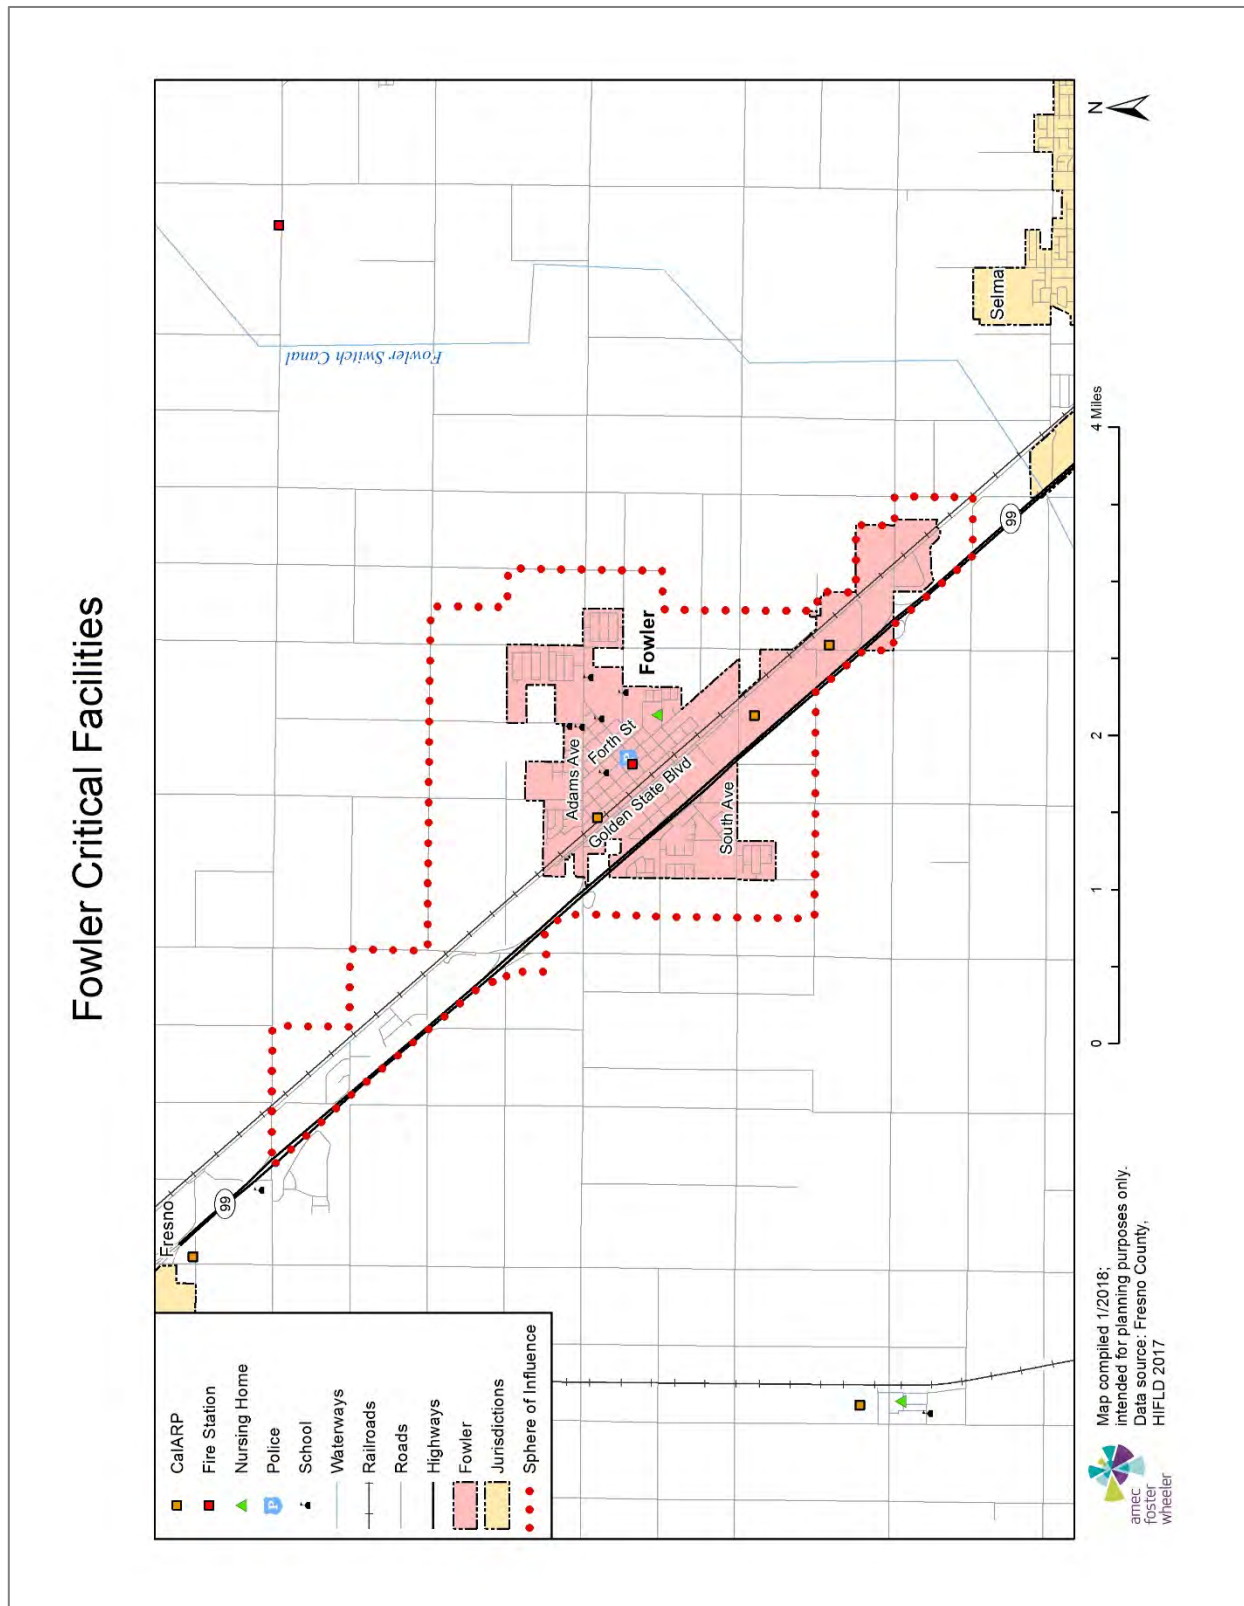 Fowler Critical Facilities
CalARP
Fire Station
Nursing Home
Police
School
Waterways
Railroads
Roads
Highways
Fowler
Jurisdictions
Sphere of Influence
P
Fresno
99
Fowler Switch Canal
Adams Ave
Forth St
Fowler
P
Golden State Blvd
South Ave
99
Selma
N
0
1
2
4 Miles
amec
foster
wheeler
Map compiled 1/2018;
intended for planning purposes only.
Data source: Fresno County,
HIFLD 2017